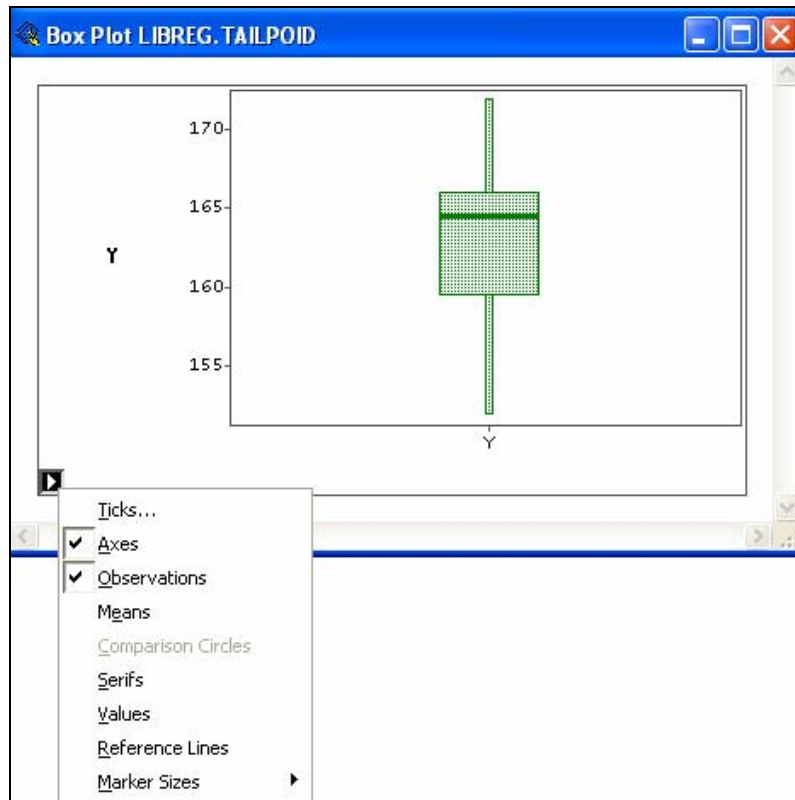 Box Plot LIBREG.TAILPOID
170
165
Y
160
155
Y
Ticks...
Axes
Observations
Means
Comparison Circles
Serifs
Values
Reference Lines
Marker Sizes